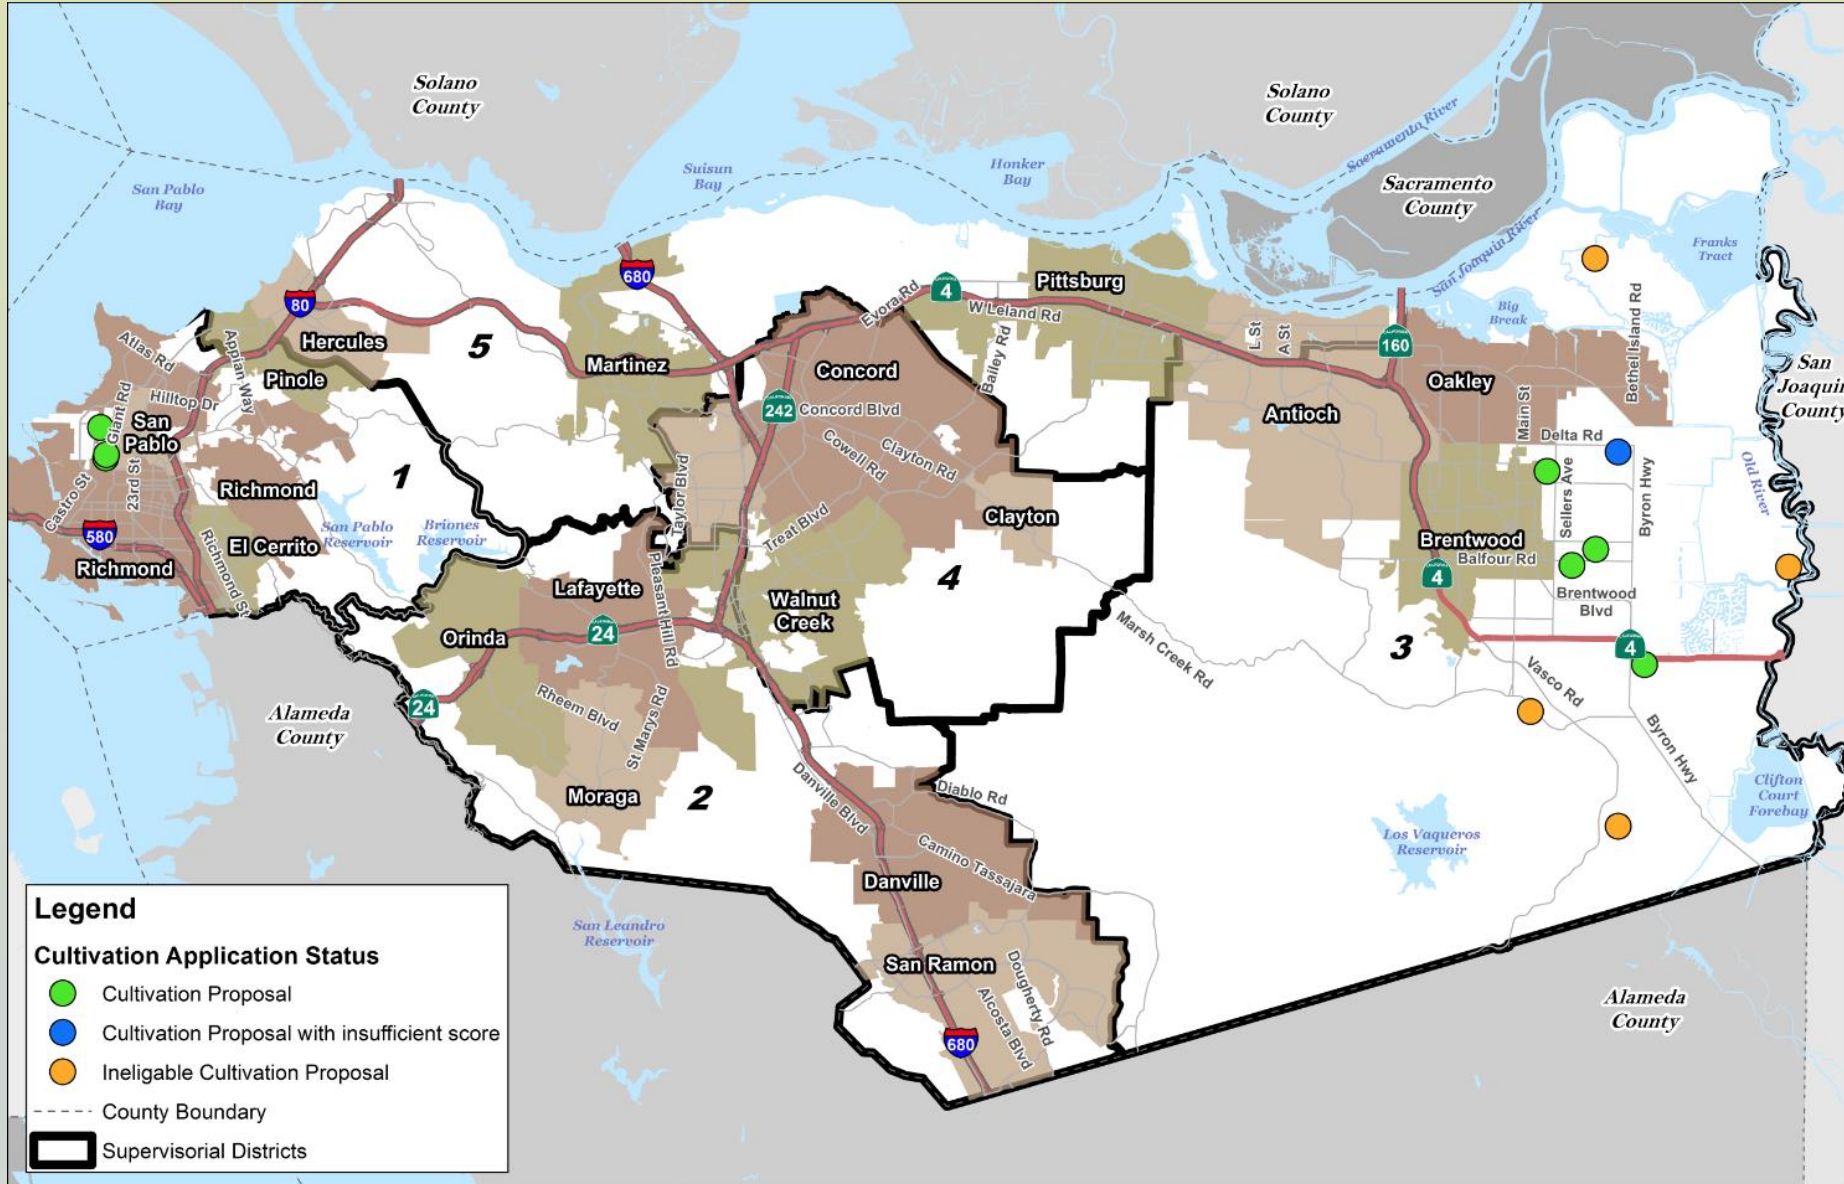 Solano
County
Solano
County
San Pablo
Bay
Suisun
Bay
Honker
Bay
Sacramento River
Sacramento
County
San Joaquin River
Franks
Tract
Big
Break
San
Joaquin
County
Old River
680
80
4
Pittsburg
Evora Rd
W Leland Rd
Bailey Rd
L St
A St
160
Bethel Island Rd
Atlas Rd
Appian Way
Hercules
5
Martinez
Concord
Oakley
Pinole
Hilltop Dr
Giant Rd
San
Pablo
242
Concord Blvd
Antioch
Main St
Delta Rd
Cowell Rd
Clayton Rd
Castro St
23rd St
Richmond
1
Taylor Blvd
Sellers Ave
Byron Hwy
San Pablo
Reservoir
Briones
Reservoir
Treat Blvd
Clayton
580
Richmond
El Cerrito
Richmond St
Brentwood
Balfour Rd
4
Brentwood
Blvd
Lafayette
Pleasant Hill Rd
Walnut
Creek
4
Orinda
24
Marsh Creek Rd
3
4
Vasco Rd
24
Rheem Blvd
St Marys Rd
Alameda
County
Byron Hwy
Moraga
2
Danville Blvd
Diablo Rd
Clifton
Court
Forebay
Los Vaqueros
Reservoir
Camino Tassajara
Danville
San Leandro
Reservoir
San Ramon
Dougherty Rd
Alcosta Blvd
680
Alameda
County
Legend
Cultivation Application Status
Cultivation Proposal
Cultivation Proposal with insufficient score
Ineligable Cultivation Proposal
County Boundary
Supervisorial Districts